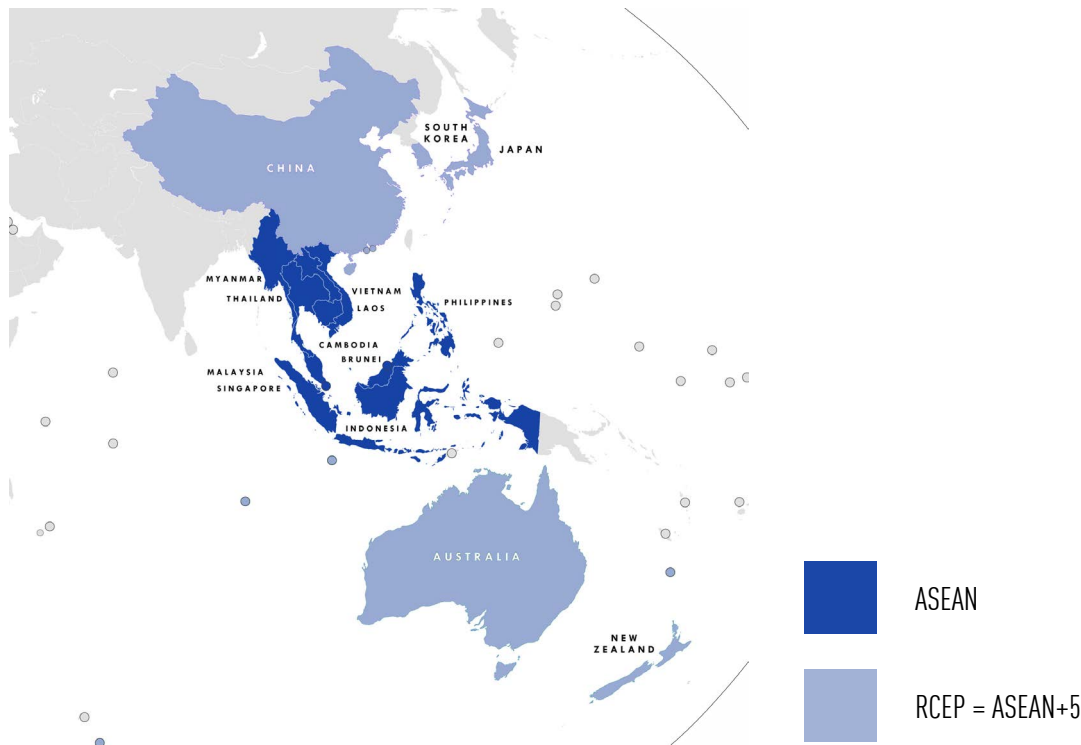 SOUTH
KOREA
JAPAN
CHINA
MYANMAR
THAILAND
VIETNAM
LAOS
PHILIPPINES
CAMBODIA
BRUNEI
MALAYSIA
SINGAPORE
INDONESIA
AUSTRALIA
NEW
ZEALAND
ASEAN
RCEP = ASEAN+5